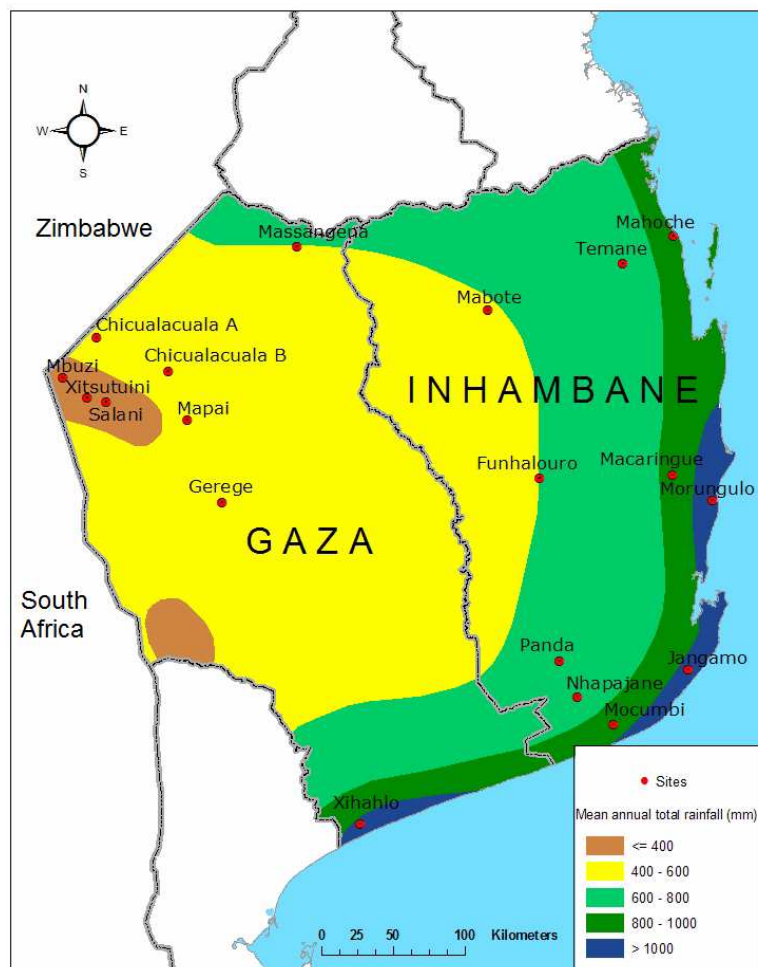 N
W E
S
Zimbabwe
Massangena
Mahoche
Temane
Mabote
Chicualacuala A
Chicualacuala B
Mbuzi
Xitsutuini
Salani
Mapai
INHAMBANE
Gerege
Funhalouro
Macaringue
Morungulo
GAZA
South
Africa
Panda
Jangamo
Nhapajane
Mocumbi
Xihahlo
Sites
Mean annual total rainfall (mm)
<= 400
400 - 600
600 - 800
800 - 1000
> 1000
0 25 50 100 Kilometers